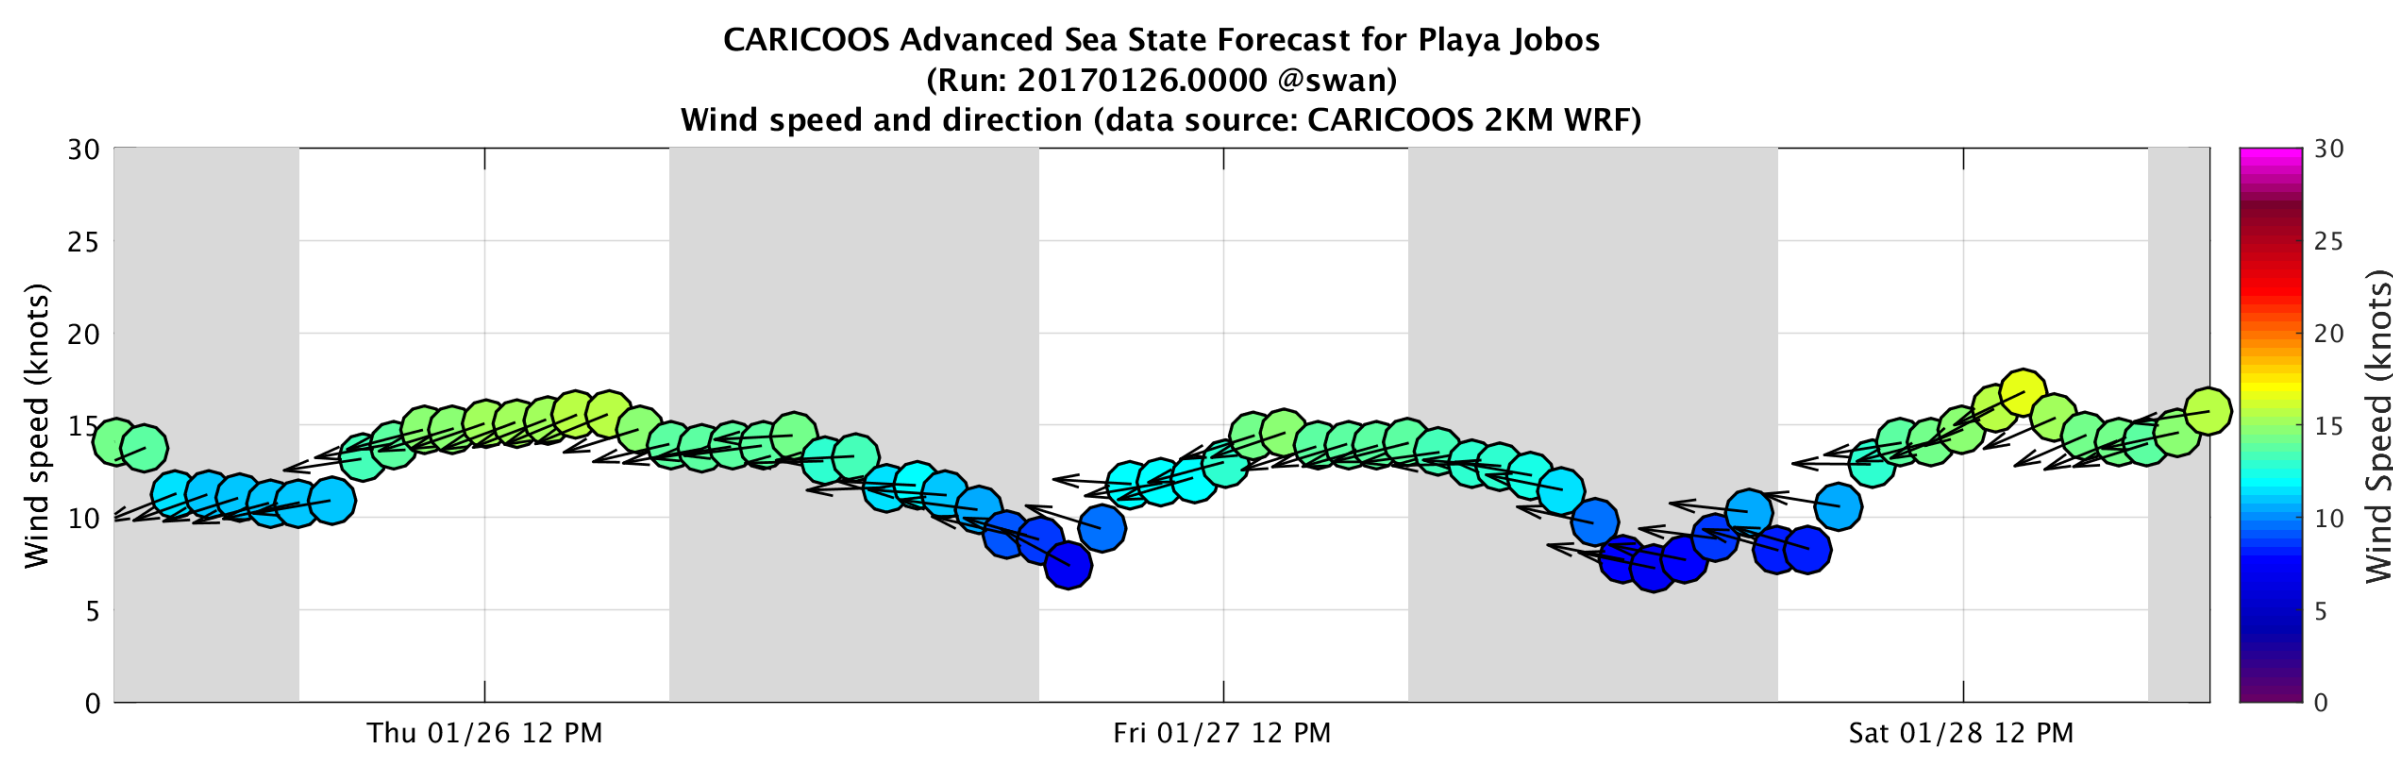 CARICOOS Advanced Sea State Forecast for Playa Jobos
(Run: 20170126.0000 @swan)
Wind speed and direction (data source: CARICOOS 2KM WRF)
Wind speed (knots)
30
25
20
15
10
5
0
Thu 01/26 12 PM
Fri 01/27 12 PM
Sat 01/28 12 PM
30
25
20
15
10
5
0
Wind Speed (knots)